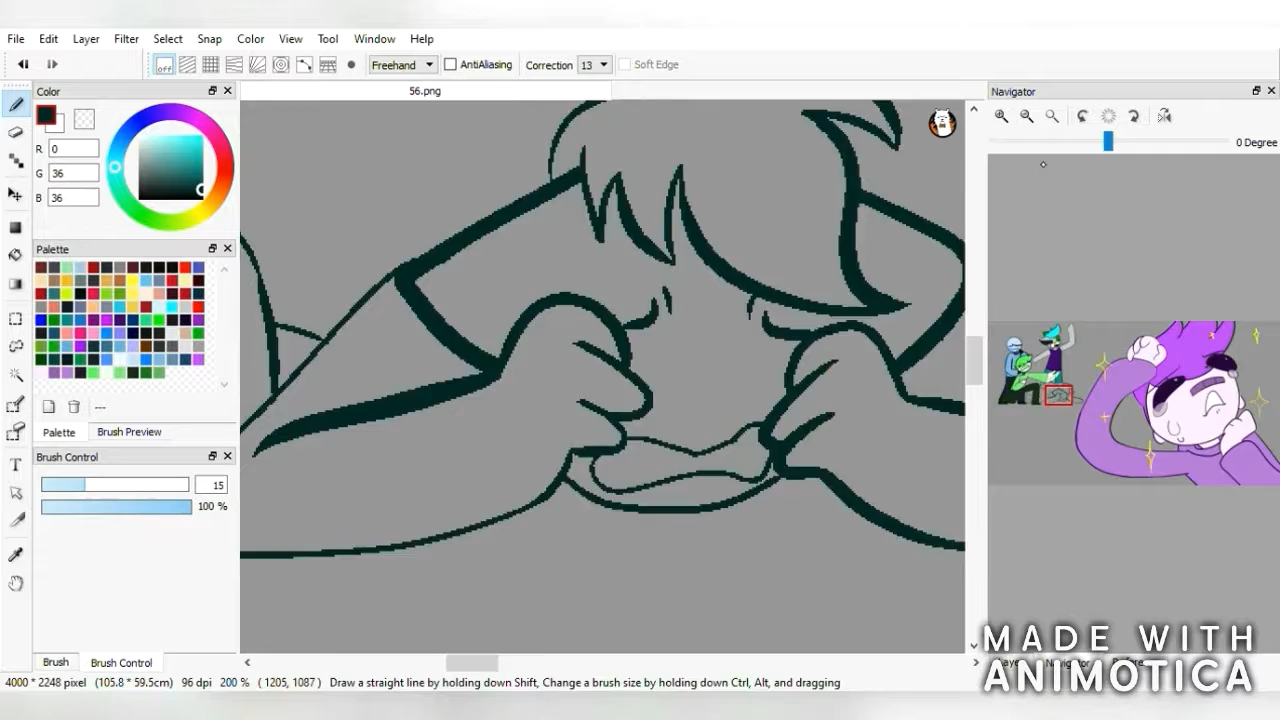 File Edit Layer Filter Select Snap Color View Tool Window Help
off Freehand AntiAliasing Correction 13 Soft Edge
Color
56.png
Navigator
0 Degree
R 0
G 36
B 36
Palette
---
Palette Brush Preview
Brush Control
15
100 %
Brush Brush Control
4000 * 2248 pixel (105.8 * 59.5cm) 96 dpi 200 % ( 1205, 1087 ) Draw a straight line by holding down Shift, Change a brush size by holding down Ctrl, Alt, and dragging
MADE WITH
ANIMOTICA